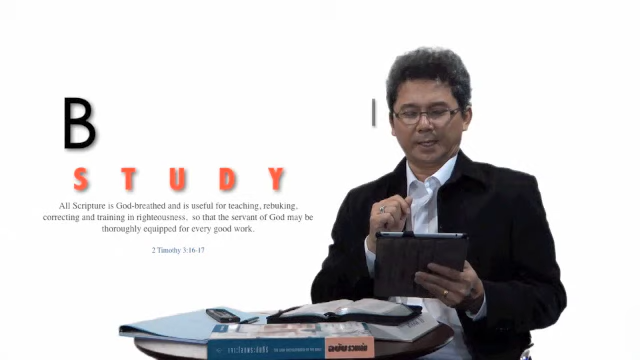 B
STUDY
All Scripture is God-breathed and is useful for teaching, rebuking,
correcting and training in righteousness, so that the servant of God may be
thoroughly equipped for every good work.
2 Timothy 3:16-17